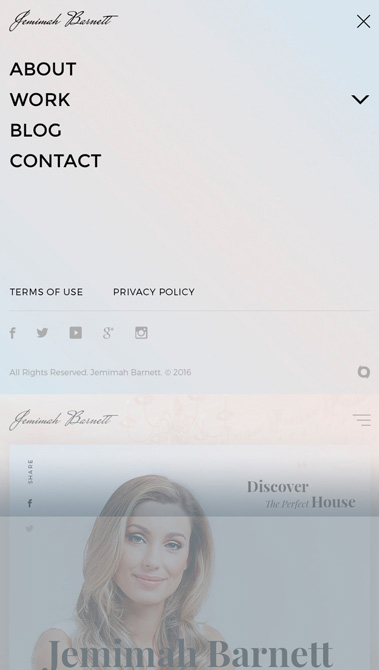 Jemimah Barnett
ABOUT
WORK
BLOG
CONTACT
TERMS OF USE PRIVACY POLICY
All Rights Reserved. Jemimah Barnett. © 2016
Jemimah Barnett
SHARE
Discover
The Perfect House
Jemimah Barnett